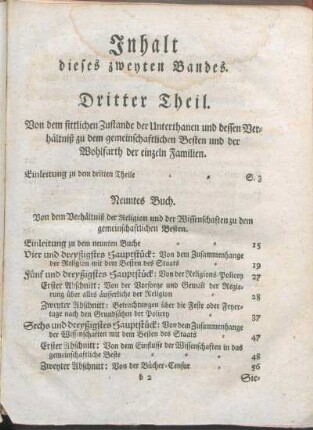 Inhalt
dieses zweyten Bandes.
Dritter Theil.
Von dem sittlichen Zustande der Unterthanen und dessen Ver-
hältniß zu dem gemeinschaftlichen Besten und der
Wohlfarth der einzeln Familien.
Einleitung zu dem dritten Theile S. 3
Neuntes Buch.
Von dem Verhältniß der Religion und der Wissenschaften zu dem
gemeinschaftlichen Besten.
Einleitung zu dem neunten Buche 15
Vier und dreyßigstes Hauptstück: Von dem Zusammenhange
der Religion mit dem Besten des Staats 19
Fünf und dreyßigstes Hauptstück: Von der Religions Policey 27
Erster Abschnitt: Von der Vorsorge und Gewalt der Regie-
rung über alles äußerliche der Religion 28
Zweyter Abschnitt: Betrachtungen über die Feste oder Feyer-
tage nach den Grundsätzen der Policey 37
Sechs und dreyßigstes Hauptstück: Von dem Zusammenhange
der Wissenschaften mit dem Besten des Staats 47
Erster Abschnitt: Von dem Einflusse der Wissenschaften in das
gemeinschaftliche Beste 48
Zweyter Abschnitt: Von der Bücher-Censur 56
b 2 Sie-